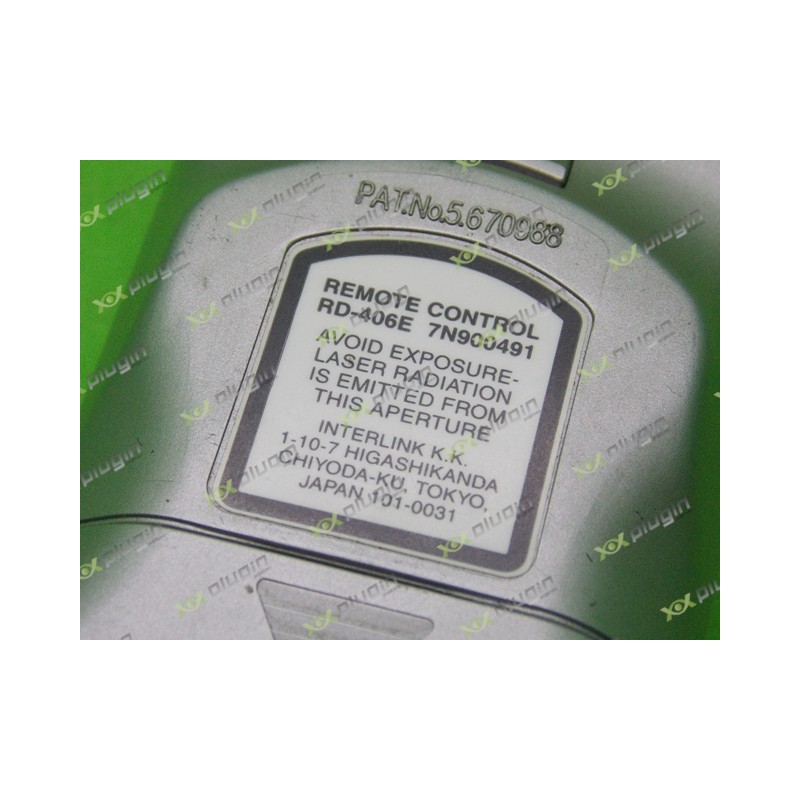 PAT.No.5.670988
REMOTE CONTROL
RD-406E 7N900491
AVOID EXPOSURE-
LASER RADIATION
IS EMITTED FROM
THIS APERTURE
INTERLINK K.K.
1-10-7 HIGASHIKANDA
CHIYODA-KU, TOKYO,
JAPAN 101-0031
plugin